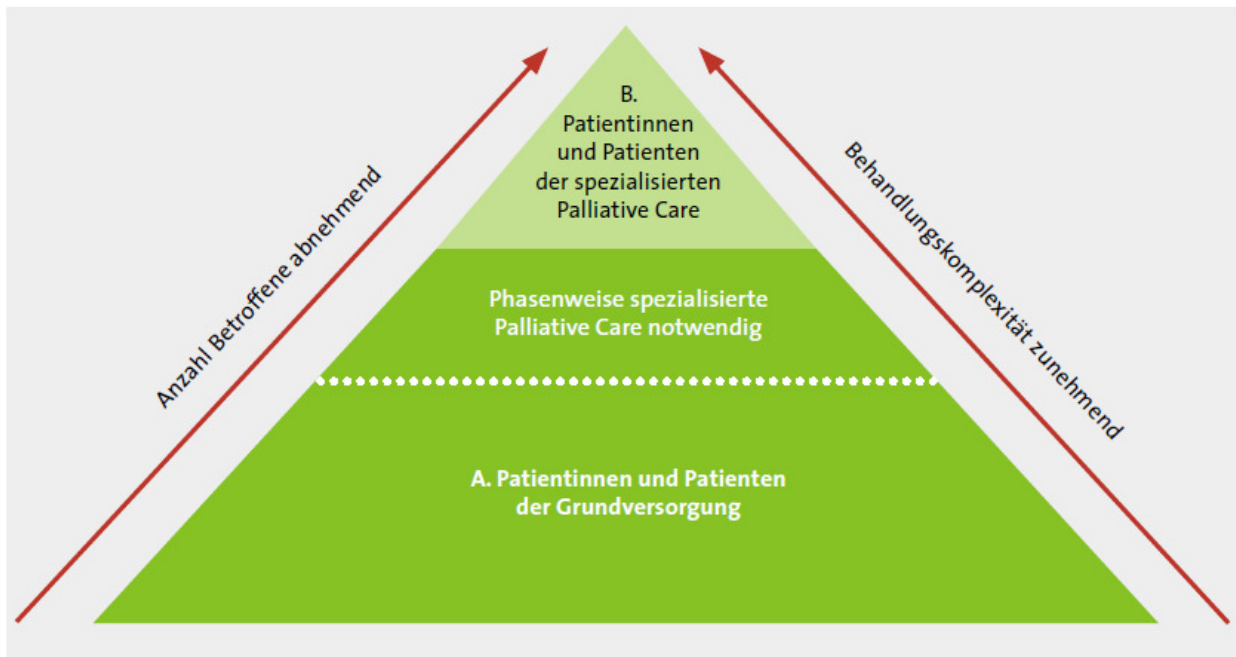 B.
Patientinnen
und Patienten
der spezialisierten
Palliative Care
Anzahl Betroffene abnehmend
Behandlungskomplexität zunehmend
Phasenweise spezialisierte
Palliative Care notwendig
A. Patientinnen und Patienten
der Grundversorgung